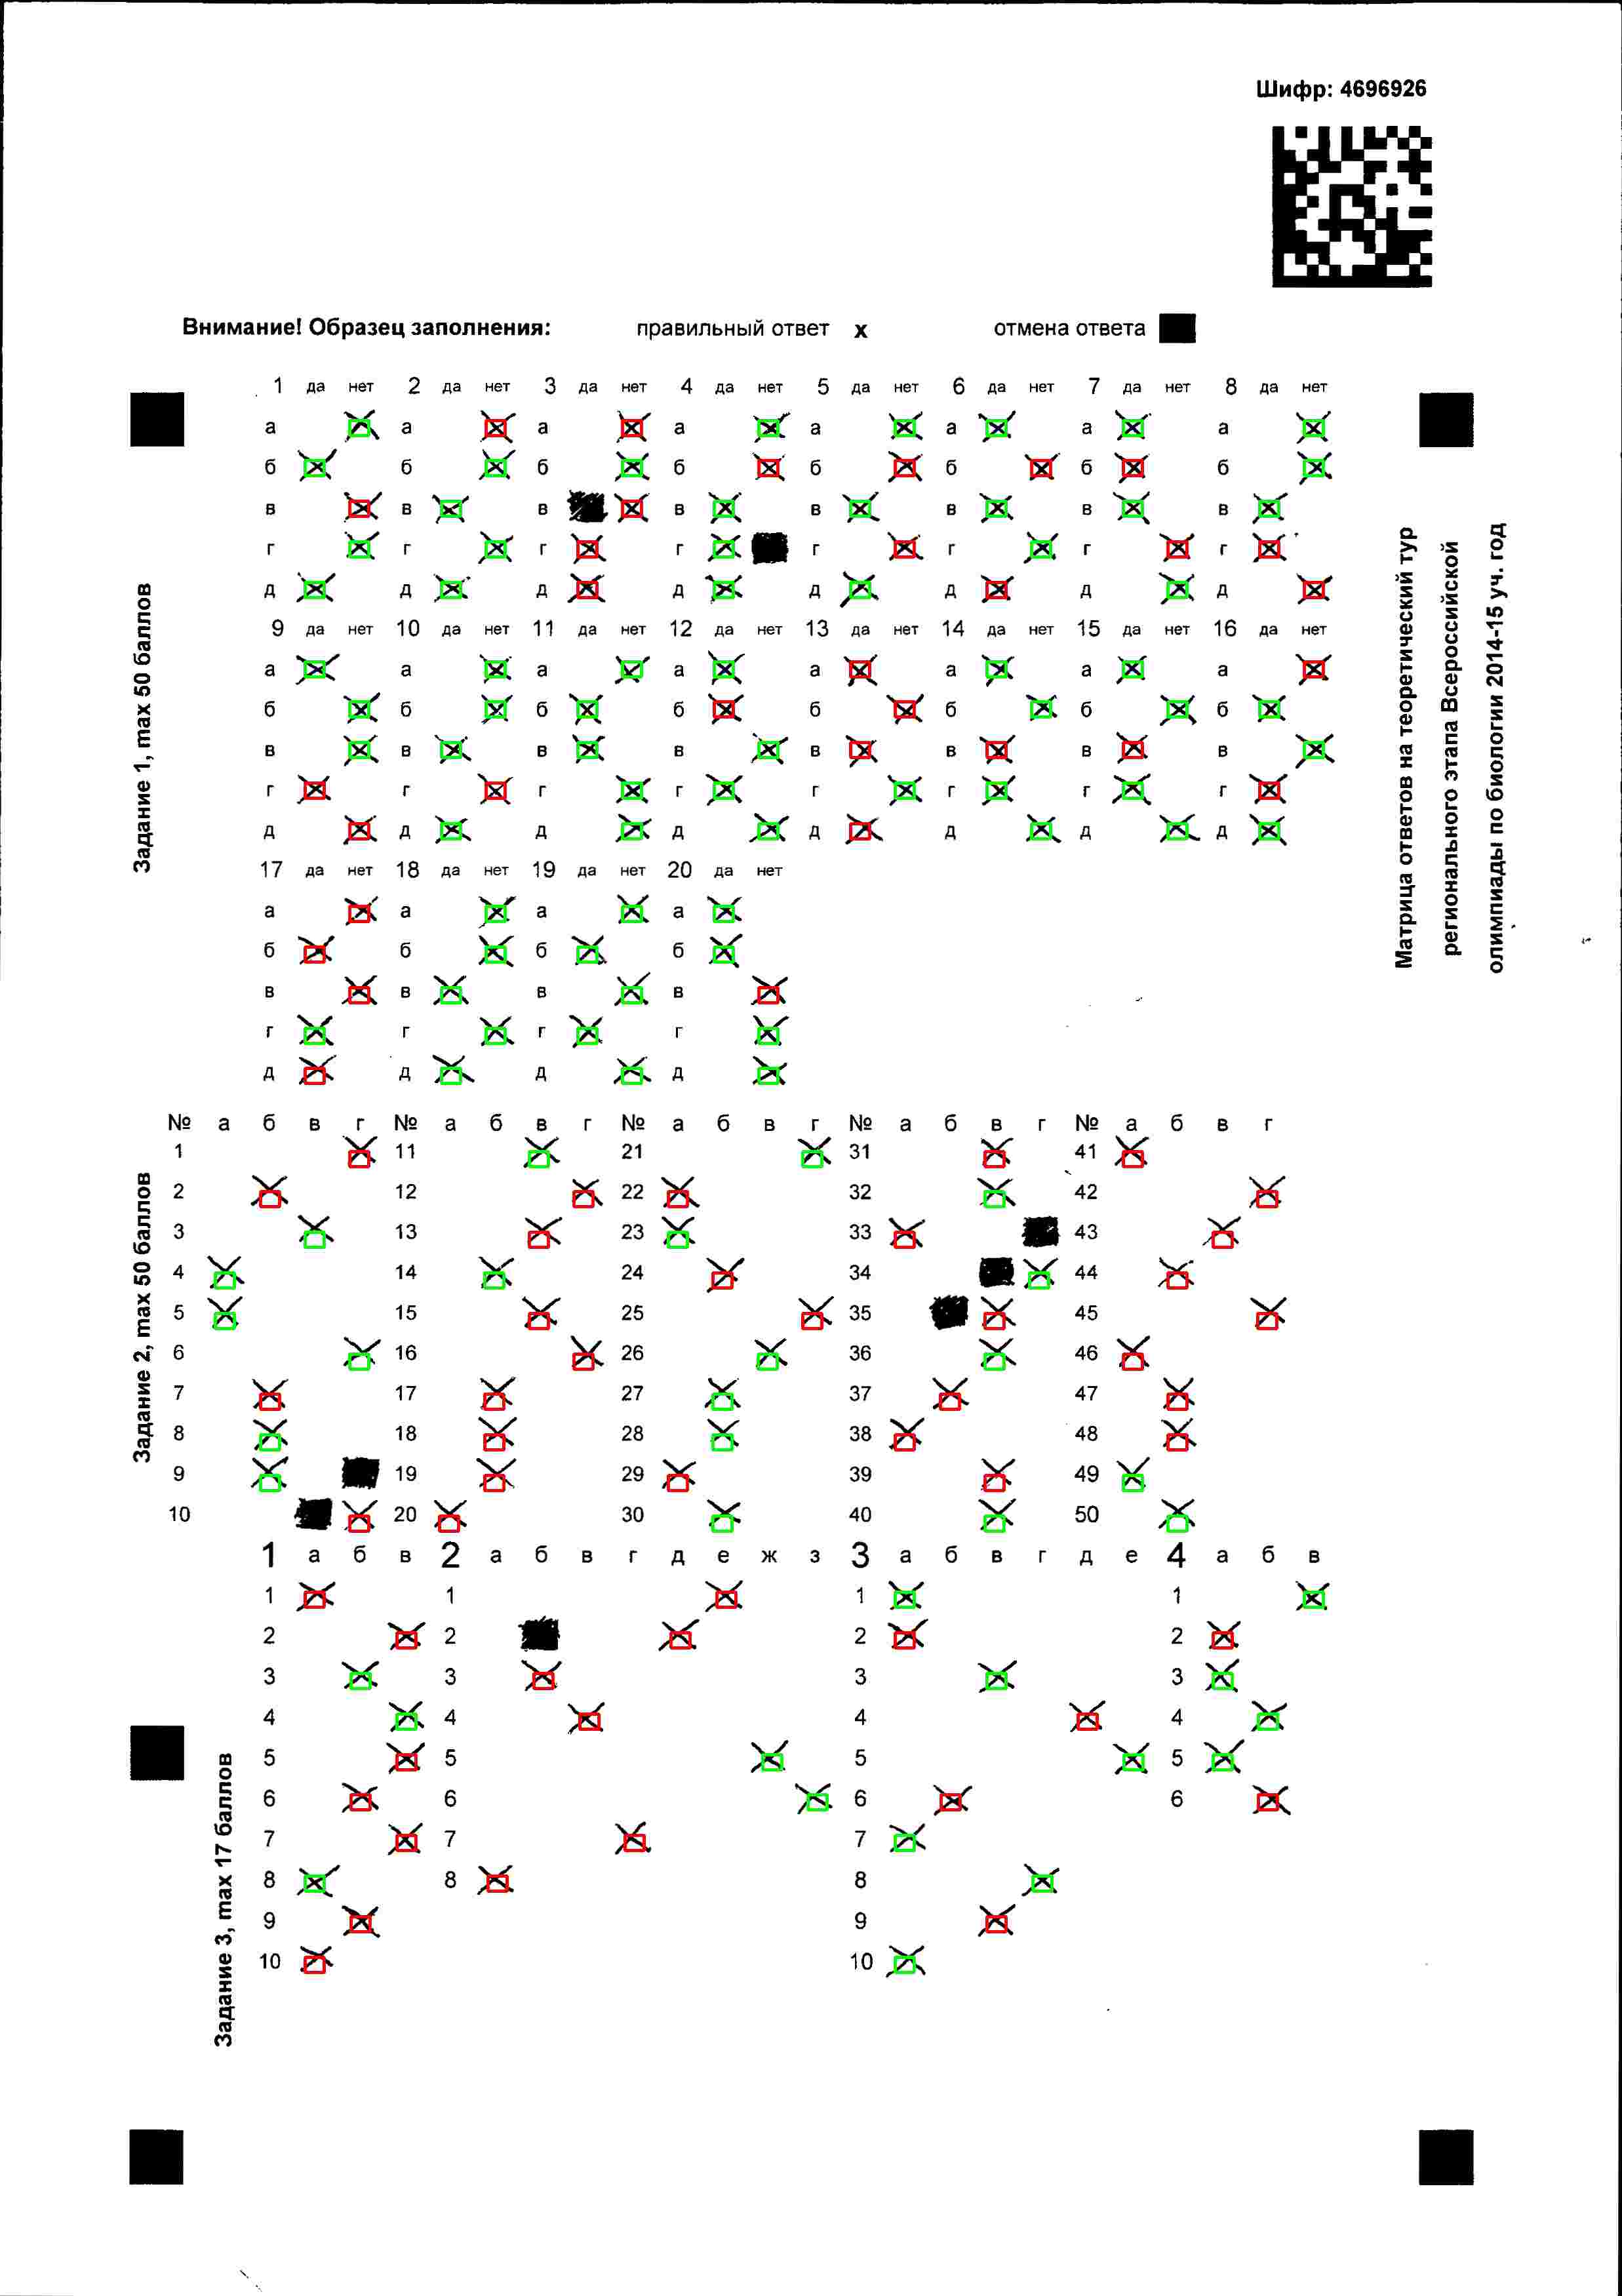 Шифр: 4696926
Внимание! Образец заполнения: правильный ответ x отмена ответа
1 да нет 2 да нет 3 да нет 4 да нет 5 да нет 6 да нет 7 да нет 8 да нет
а а а а а а а а
б б б б б б б б
в в в в в в в в
г г г г г г г г
д д д д д д д д
9 да нет 10 да нет 11 да нет 12 да нет 13 да нет 14 да нет 15 да нет 16 да нет
а а а а а а а а
б б б б б б б б
в в в в в в в в
г г г г г г г г
д д д д д д д д
17 да нет 18 да нет 19 да нет 20 да нет
а а а а
б б б б
в в в в
г г г г
д д д д
Задание 1, max 50 баллов
Матрица ответов на теоретический тур
регионального этапа Всероссийской
олимпиады по биологии 2014-15 уч. год
№ а б в г № а б в г № а б в г № а б в г № а б в г
1 11 21 31 41
2 12 22 32 42
3 13 23 33 43
4 14 24 34 44
5 15 25 35 45
6 16 26 36 46
7 17 27 37 47
8 18 28 38 48
9 19 29 39 49
10 20 30 40 50
Задание 2, max 50 баллов
1 а б в 2 а б в г д е ж з 3 а б в г д е 4 а б в
1 1 1 1
2 2 2 2
3 3 3 3
4 4 4 4
5 5 5 5
6 6 6 6
7 7 7
8 8 8
9 9
10 10
Задание 3, max 17 баллов